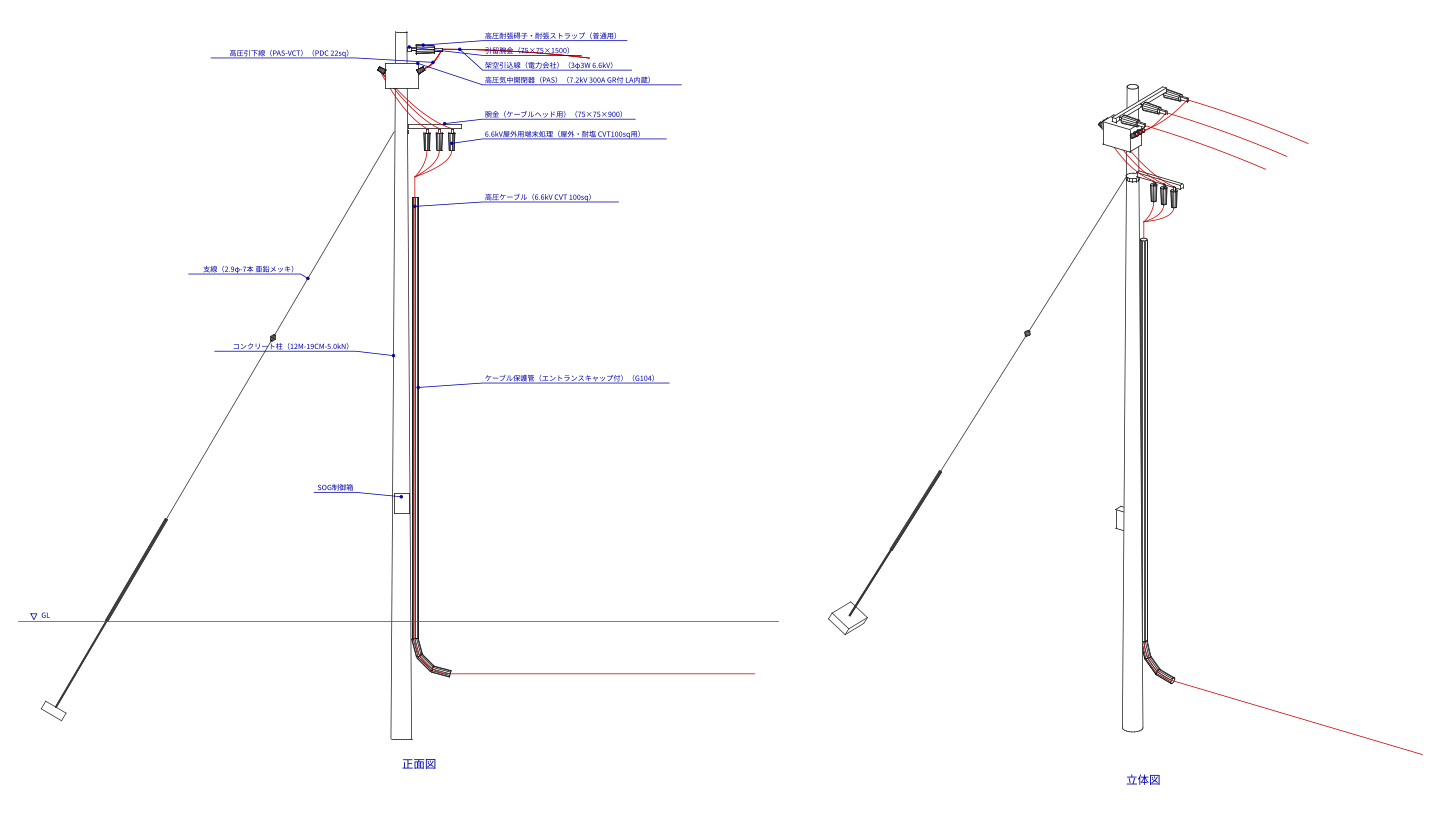 高圧耐張碍子・耐張ストラップ（普通用）
引留腕金（75×75×1500）
高圧引下線（PAS-VCT）（PDC 22sq）
架空引込線（電力会社）（3φ3W 6.6kV）
高圧気中開閉器（PAS）（7.2kV 300A GR付 LA内蔵）
腕金（ケーブルヘッド用）（75×75×900）
6.6kV屋外用端末処理（屋外・耐塩 CVT100sq用）
高圧ケーブル（6.6kV CVT 100sq）
支線（2.9φ-7本 亜鉛メッキ）
コンクリート柱（12M-19CM-5.0kN）
ケーブル保護管（エントランスキャップ付）（G104）
SOG制御箱
▽ GL
正面図
立体図